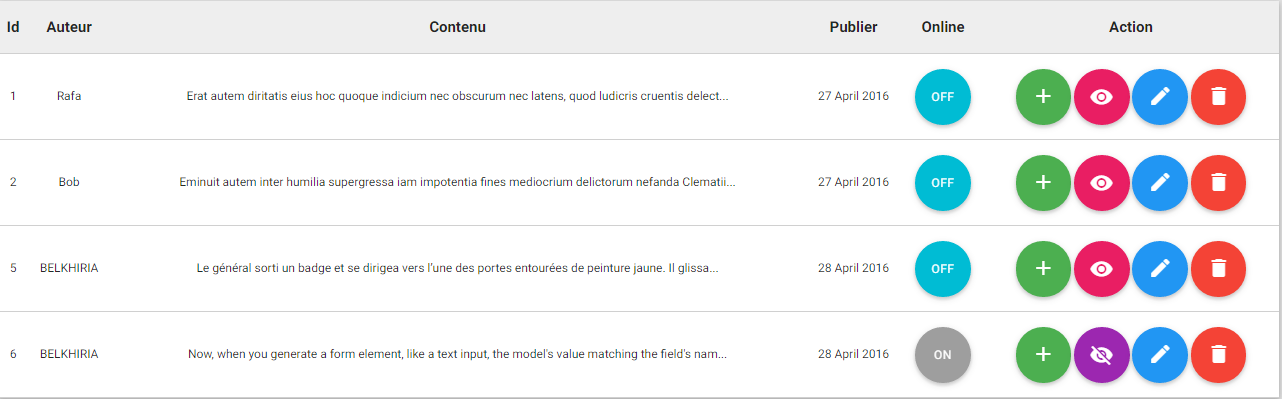 Id Auteur Contenu Publier Online Action
1 Rafa Erat autem diritatis eius hoc quoque indicium nec obscurum nec latens, quod ludicris cruentis delect... 27 April 2016 OFF
2 Bob Eminuit autem inter humilia supergressa iam impotentia fines mediocrium delictorum nefanda Clematii... 27 April 2016 OFF
5 BELKHIRIA Le général sorti un badge et se dirigea vers l'une des portes entourées de peinture jaune. Il glissa... 28 April 2016 OFF
6 BELKHIRIA Now, when you generate a form element, like a text input, the model's value matching the field's nam... 28 April 2016 ON